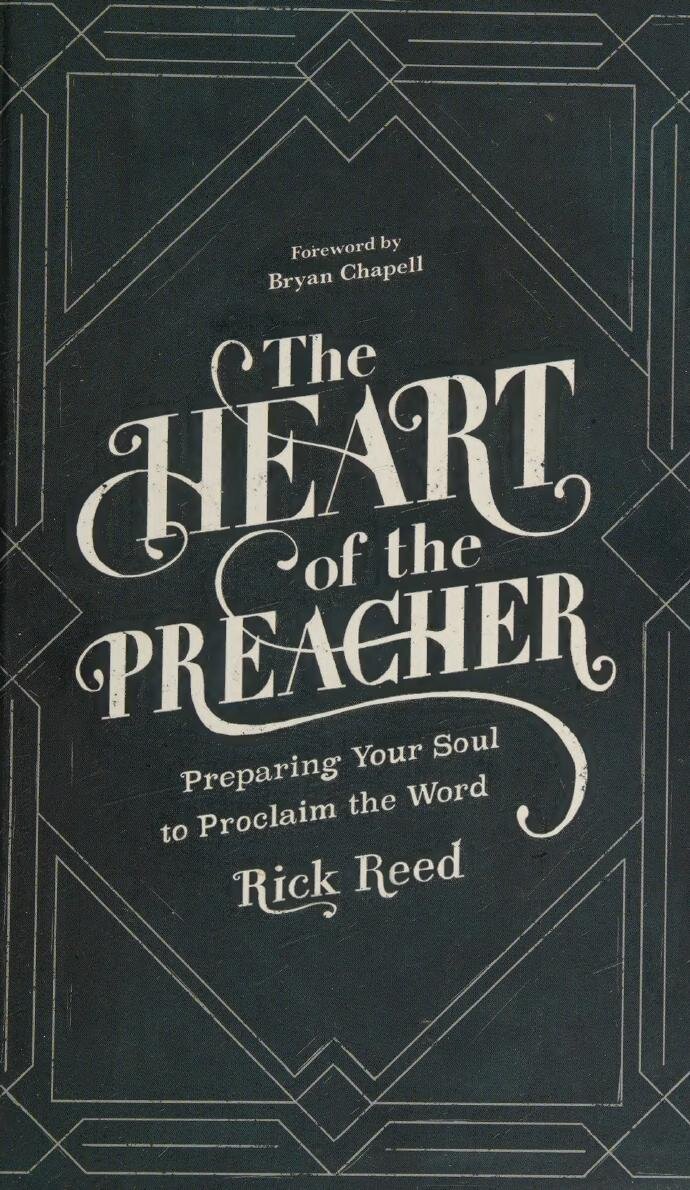 Foreword by
Bryan Chapell
The
HEART
of the
PREACHER
Preparing Your Soul
to Proclaim the Word
Rick Reed